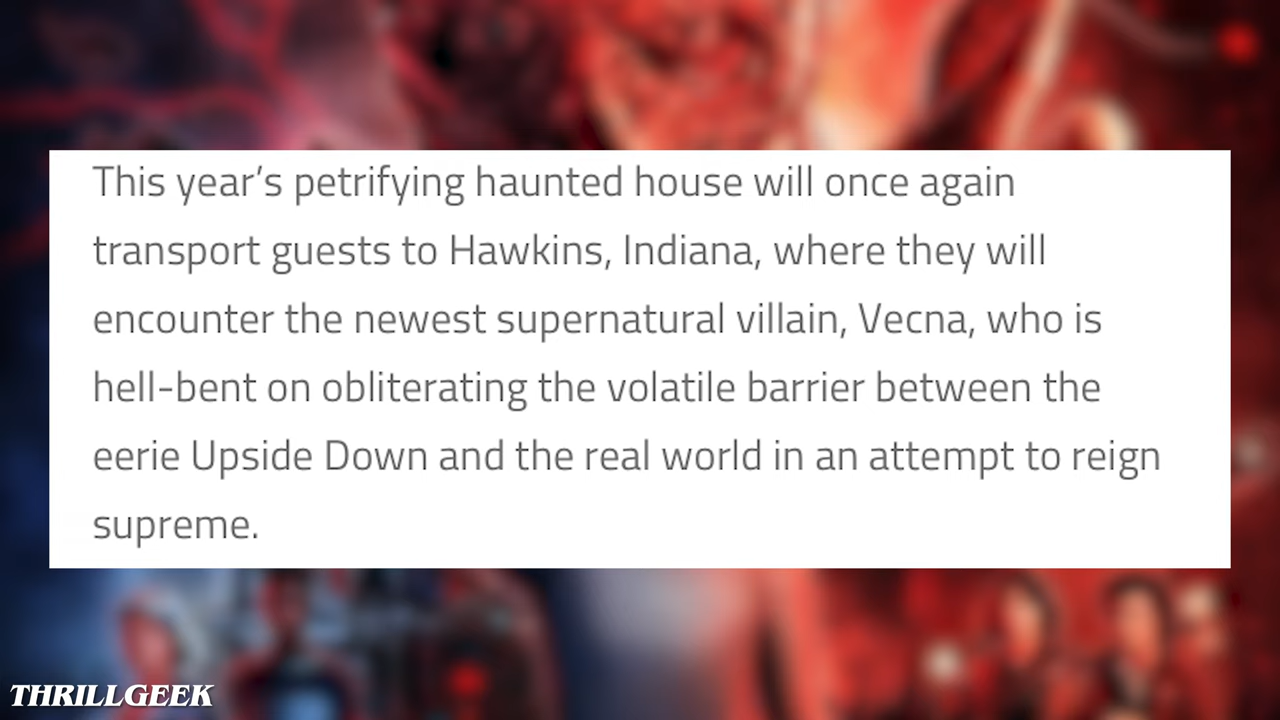 This year’s petrifying haunted house will once again
transport guests to Hawkins, Indiana, where they will
encounter the newest supernatural villain, Vecna, who is
hell-bent on obliterating the volatile barrier between the
eerie Upside Down and the real world in an attempt to reign
supreme.
THRILLGEEK